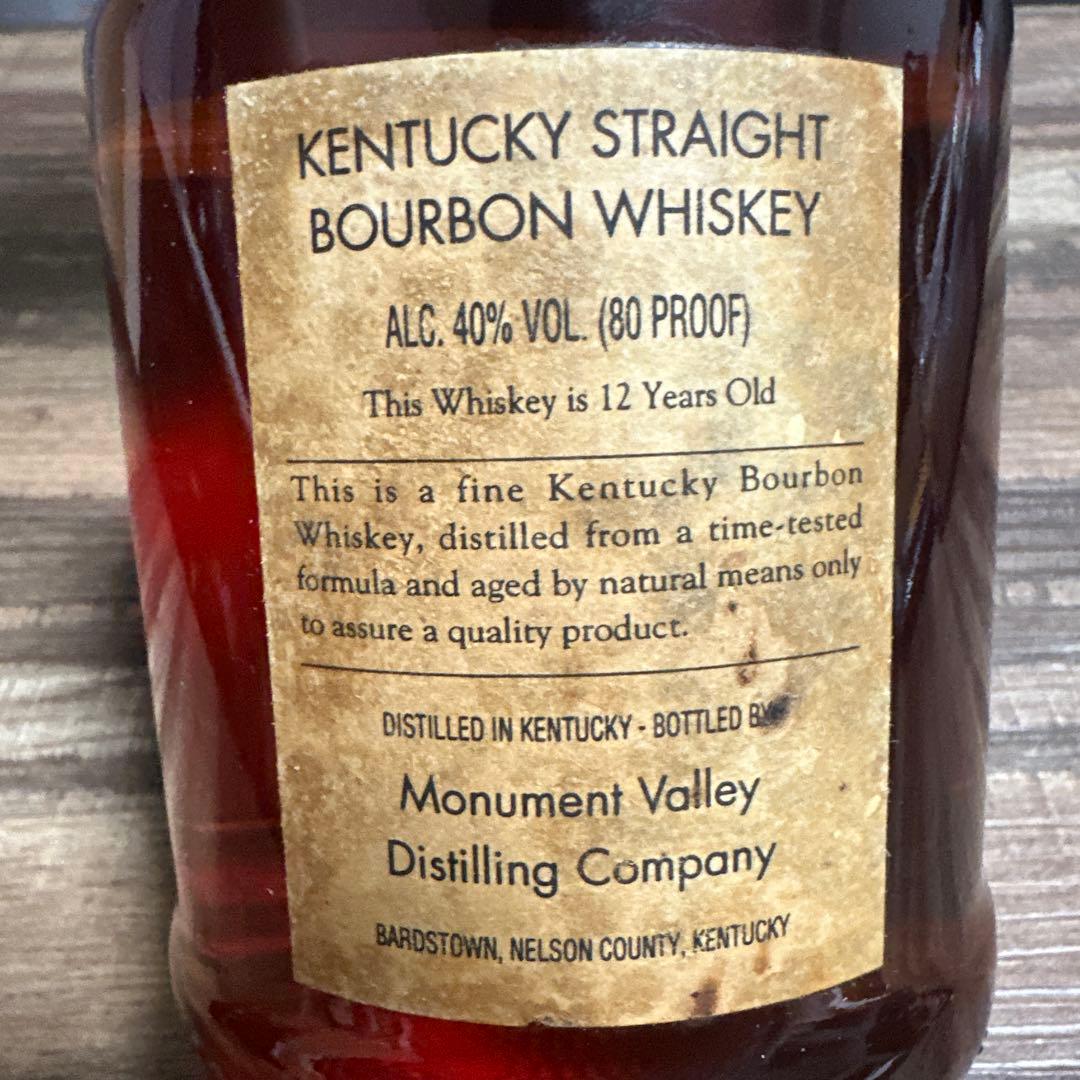 KENTUCKY STRAIGHT
BOURBON WHISKEY
ALC. 40% VOL. (80 PROOF)
This Whiskey is 12 Years Old
This is a fine Kentucky Bourbon
Whiskey, distilled from a time-tested
formula and aged by natural means only
to assure a quality product.
DISTILLED IN KENTUCKY - BOTTLED BY
Monument Valley
Distilling Company
BARDSTOWN, NELSON COUNTY, KENTUCKY